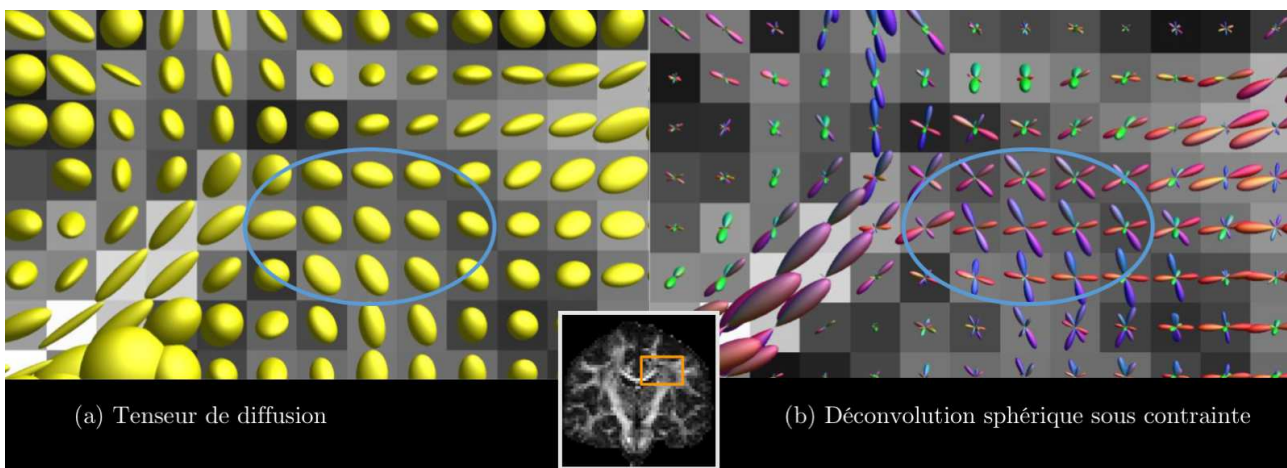 (a) Tenseur de diffusion
(b) Déconvolution sphérique sous contrainte